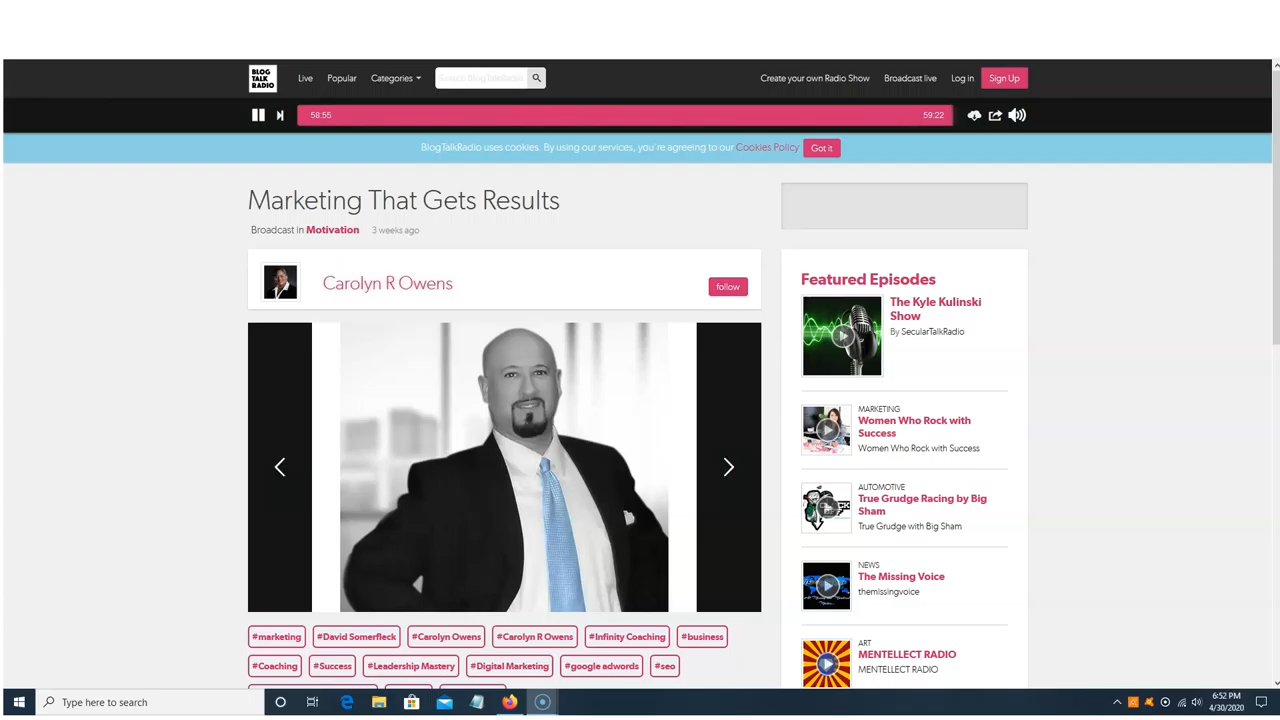 BLOG
TALK
RADIO
Live
Popular
Categories
Search BlogTalkRadio
Create your own Radio Show
Broadcast live
Log in
Sign Up
58:55
59:22
BlogTalkRadio uses cookies. By using our services, you're agreeing to our Cookies Policy
Got it
Marketing That Gets Results
Broadcast in Motivation 3 weeks ago
Carolyn R Owens
follow
#marketing #David Somerfleck #Carolyn Owens #Carolyn R Owens #Infinity Coaching #business
#Coaching #Success #Leadership Mastery #Digital Marketing #google adwords #seo
Featured Episodes
The Kyle Kulinski
Show
By SecularTalkRadio
MARKETING
Women Who Rock with
Success
Women Who Rock with Success
AUTOMOTIVE
True Grudge Racing by Big
Sham
True Grudge with Big Sham
NEWS
The Missing Voice
themissingvoice
ART
MENTELLECT RADIO
MENTELLECT RADIO
Type here to search
6:52 PM
4/30/2020